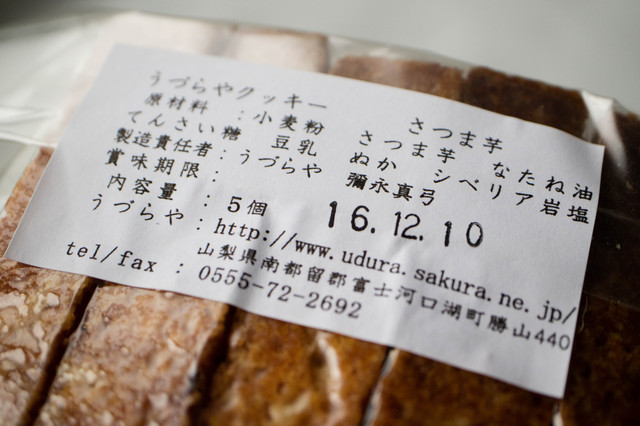 うづらやクッキー さつま芋
原材料:小麦粉 さつま芋 なたね油
てんさい糖 豆乳 ぬか シベリア岩塩
製造責任者:うづらや 彌永真弓
賞味期限: 16.12.10
内容量:5個
うづらや:http://www.udura.sakura.ne.jp/
山梨県南都留郡富士河口湖町勝山440
tel/fax : 0555-72-2692